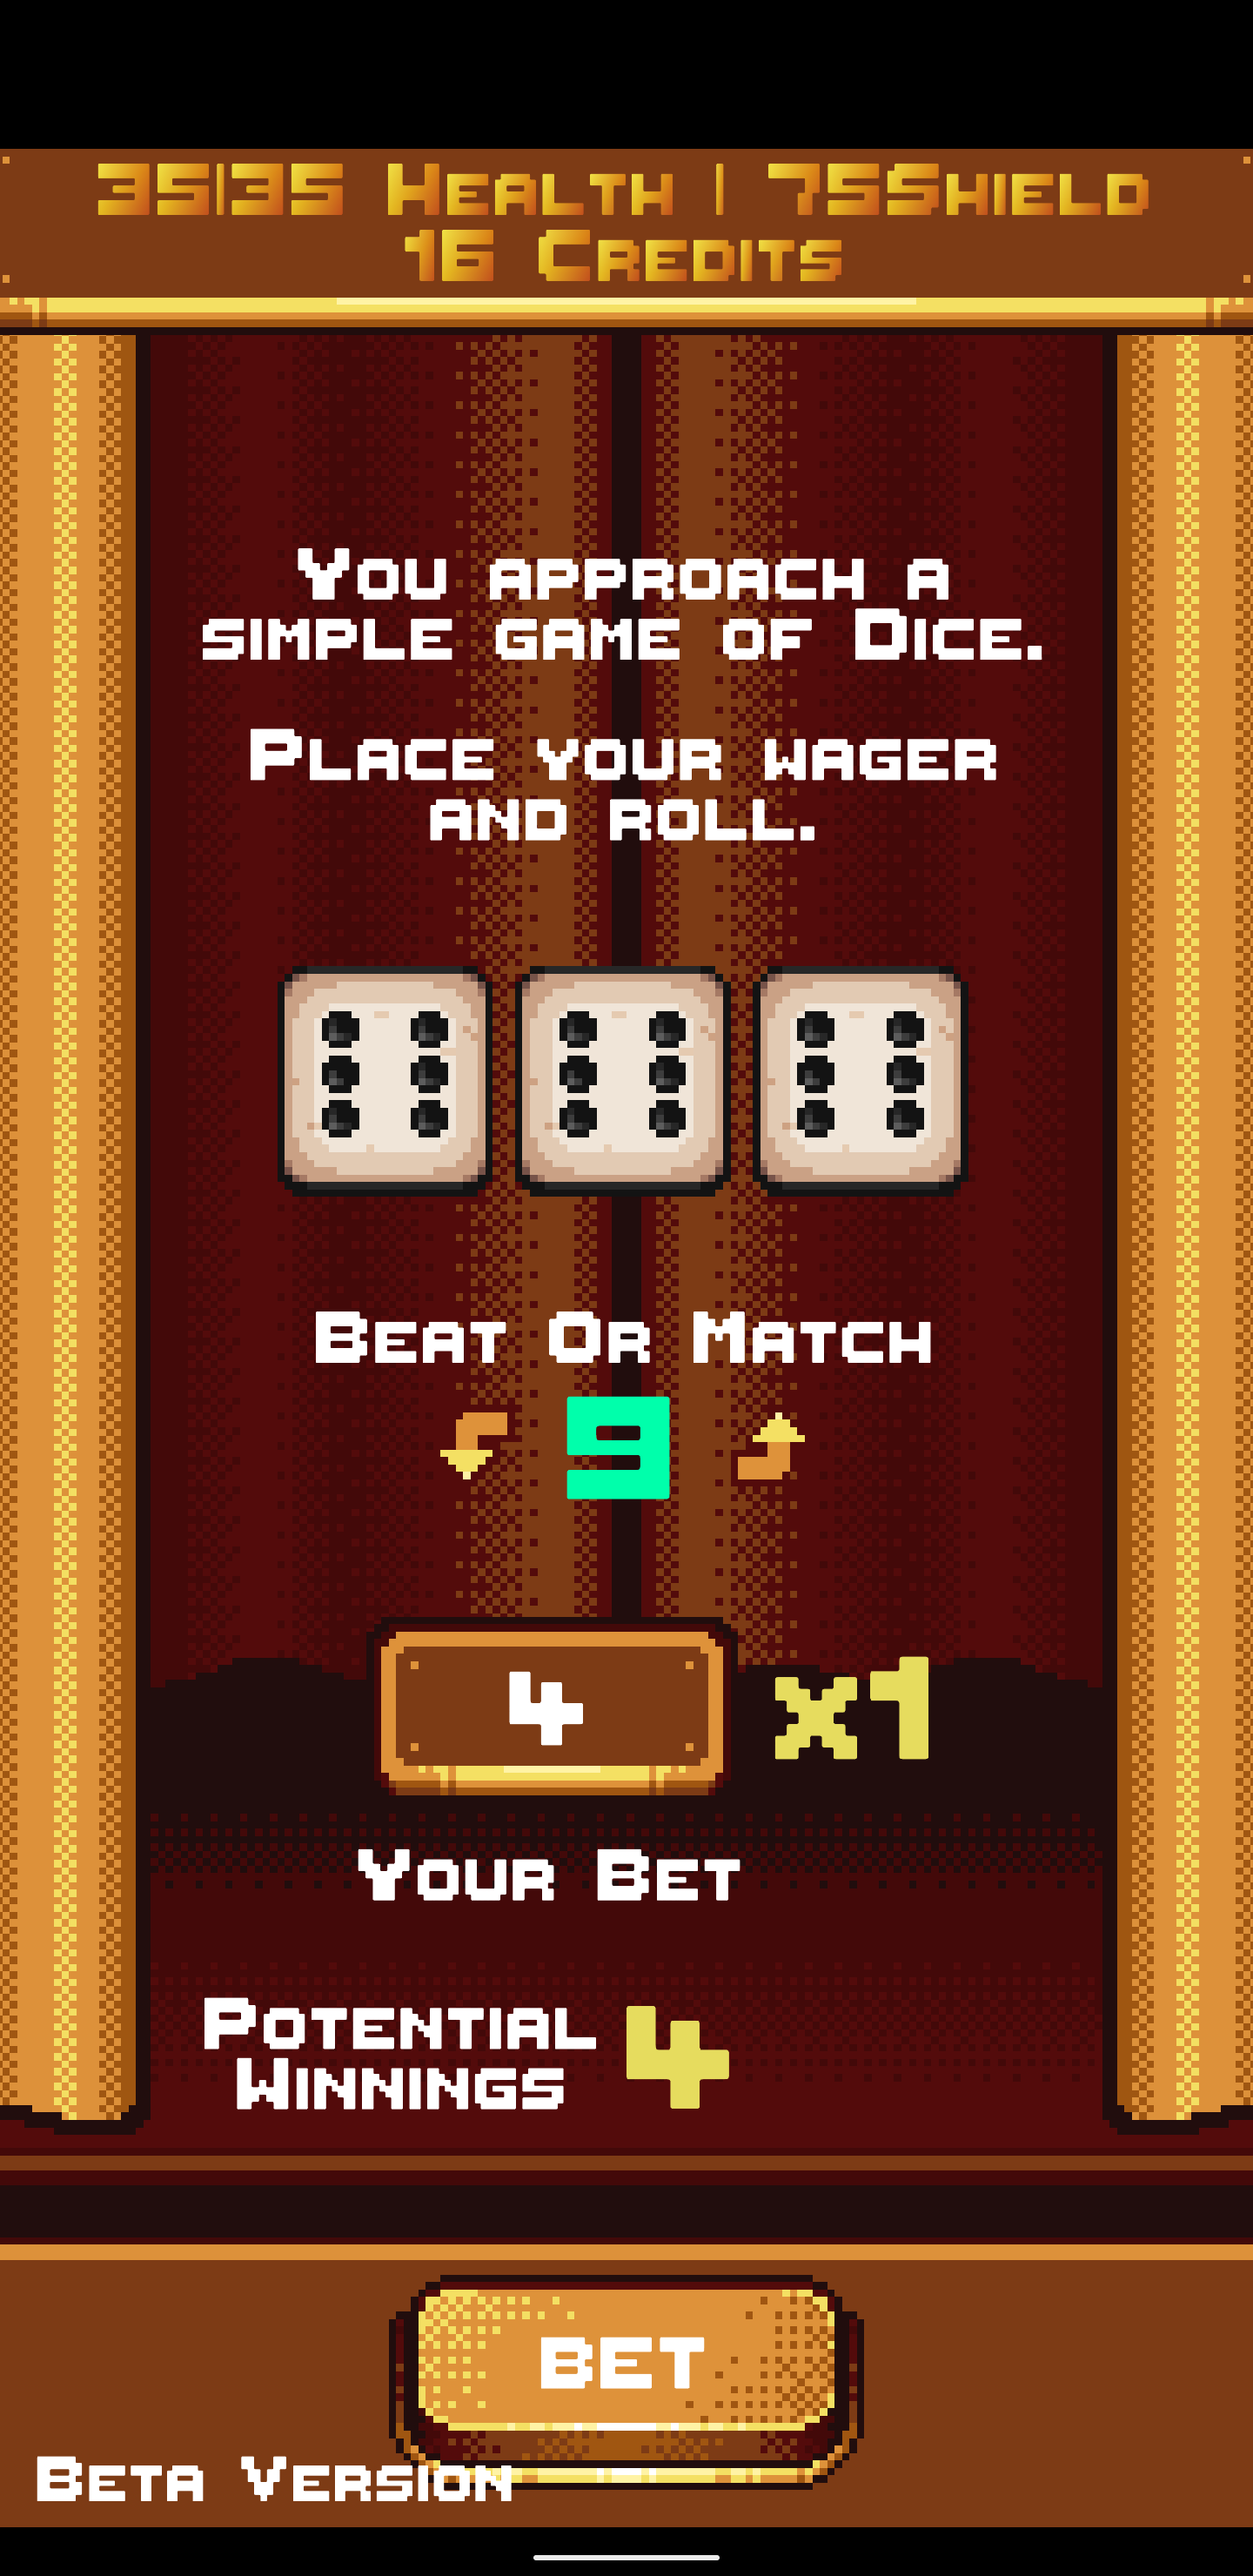 35|35 Health | 75Shield
16 Credits
You approach a
simple game of Dice.
Place your wager
and roll.
Beat Or Match
9
4
x1
Your Bet
Potential
Winnings
4
BET
Beta Version